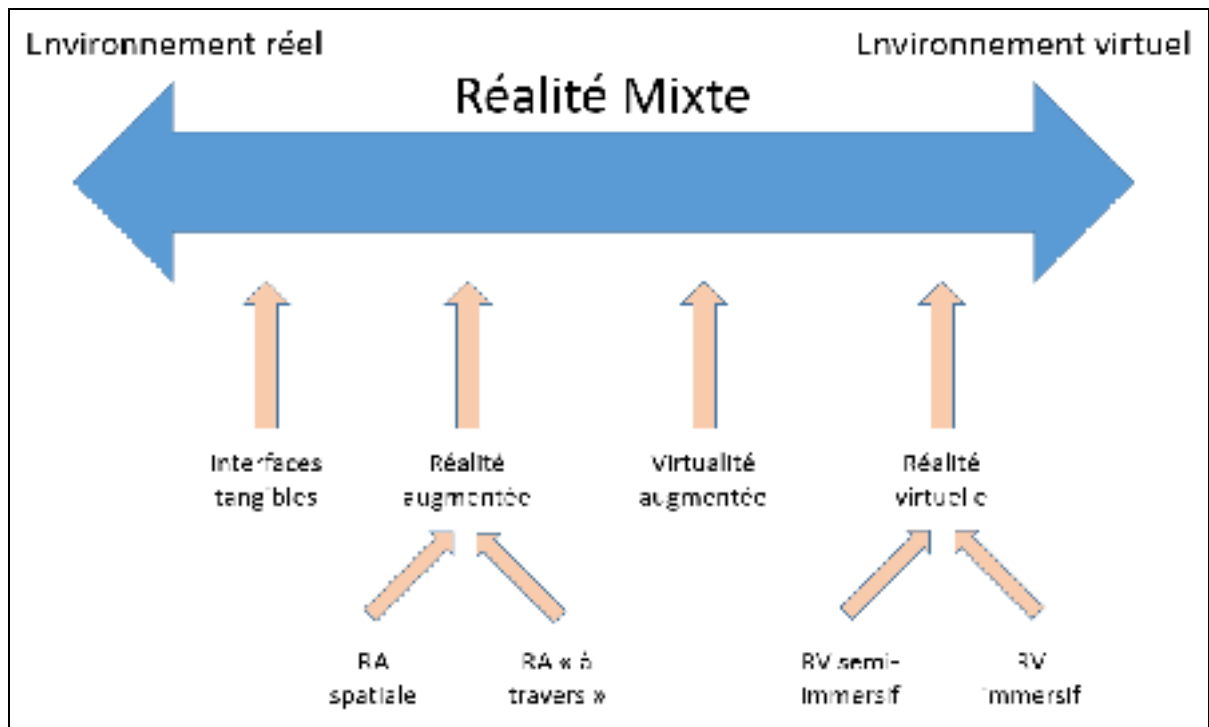 Environnement réel
Environnement virtuel
Réalité Mixte
Interfaces
tangibles
Réalité
augmentée
Virtualité
augmentée
Réalité
virtuelle
RA
spatiale
RA « à
travers »
RV semi-
immersif
RV
immersif